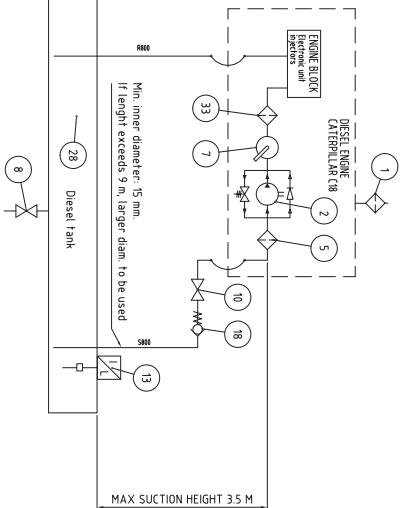 ENGINE BLOCK
Electronic unit
injectors
R800
DIESEL ENGINE
CATERPILLAR C18
1
33
7
2
5
10
18
S800
13
Min. inner diameter: 15 mm.
If lenght exceeds 9 m, larger diam. to be used
28
Diesel tank
8
I
L
MAX SUCTION HEIGHT 3.5 M